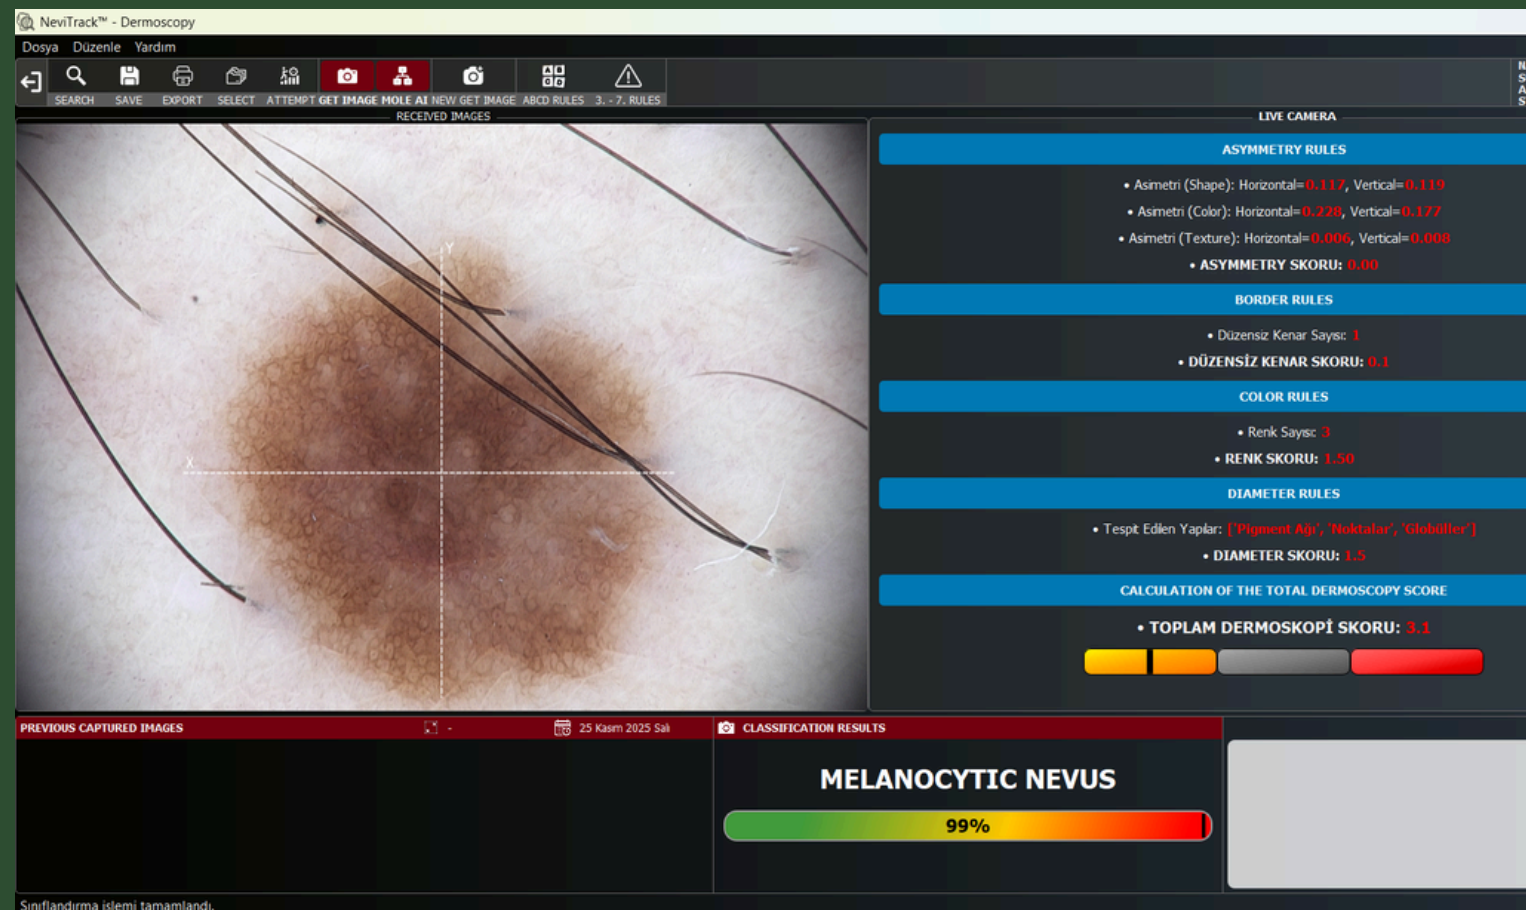 NeviTrack™ - Dermoscopy
Dosya Düzenle Yardım
SEARCH SAVE EXPORT SELECT ATTEMPT GET IMAGE MOLE AI NEW GET IMAGE ABCD RULES 3. - 7. RULES
RECEIVED IMAGES
Y
X
LIVE CAMERA
ASYMMETRY RULES
• Asimetri (Shape): Horizontal=0.117, Vertical=0.119
• Asimetri (Color): Horizontal=0.228, Vertical=0.177
• Asimetri (Texture): Horizontal=0.006, Vertical=0.008
• ASYMMETRY SKORU: 0.00
BORDER RULES
• Düzensiz Kenar Sayısı: 1
• DÜZENSİZ KENAR SKORU: 0.1
COLOR RULES
• Renk Sayısı: 3
• RENK SKORU: 1.50
DIAMETER RULES
• Tespit Edilen Yapılar: ['Pigment Ağı', 'Noktalar', 'Globüller']
• DIAMETER SKORU: 1.5
CALCULATION OF THE TOTAL DERMOSCOPY SCORE
• TOPLAM DERMOSKOPİ SKORU: 3.1
PREVIOUS CAPTURED IMAGES - 25 Kasım 2025 Salı
CLASSIFICATION RESULTS
MELANOCYTIC NEVUS
99%
Sınıflandırma işlemi tamamlandı.